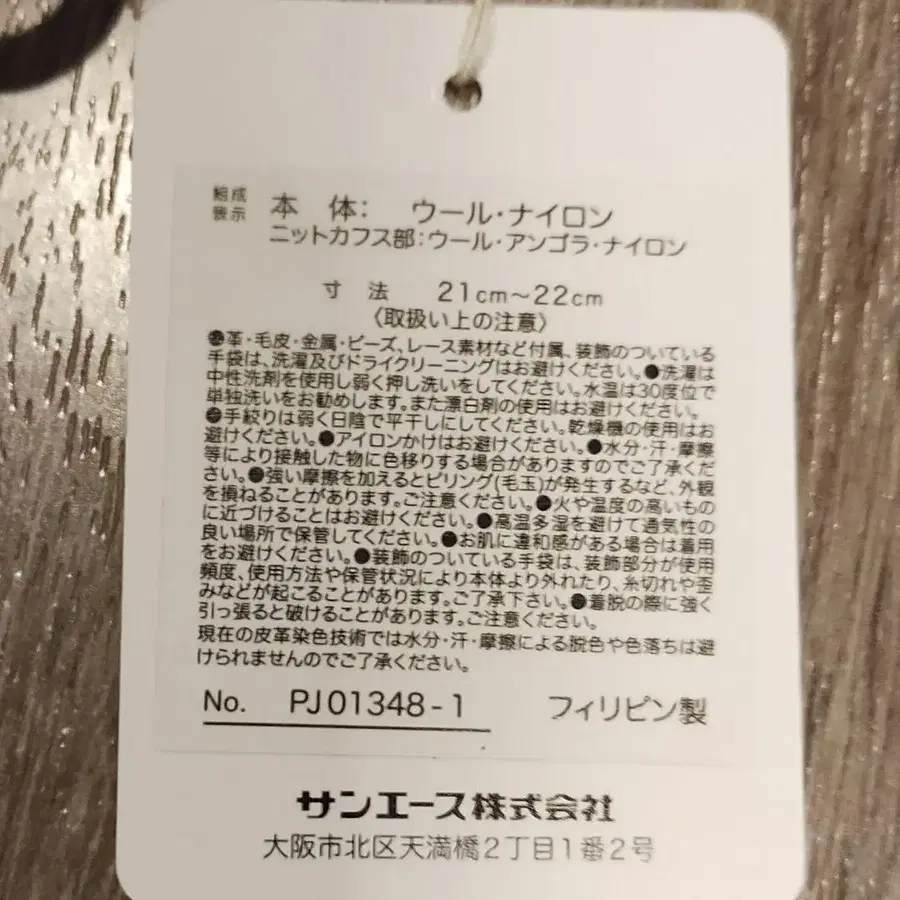 組成
表示
本 体： ウール・ナイロン
ニットカフス部：ウール・アンゴラ・ナイロン
寸 法 21cm～22cm
〈取扱い上の注意〉
●革・毛皮・金属・ビーズ、レース素材など付属、装飾のついている
手袋は、洗濯及びドライクリーニングはお避けください。●洗濯は
中性洗剤を使用し弱く押し洗いをしてください。水温は30度位で
単独洗いをお勧めします。また漂白剤の使用はお避けください。
●手絞りは弱く日陰で平干しにしてください。乾燥機の使用はお
避けください。●アイロンかけはお避けください。●水分・汗・摩擦
等により接触した物に色移りする場合がありますのでご了承くだ
さい。●強い摩擦を加えるとピリング(毛玉)が発生するなど、外観
を損ねることがあります。ご注意ください。●火や温度の高いもの
に近づけることはお避けください。●高温多湿を避けて通気性の
良い場所で保管してください。●お肌に違和感がある場合は着用
をお避けください。●装飾のついている手袋は、装飾部分が使用
頻度、使用方法や保管状況により本体より外れたり、糸切れや歪
みなどが起こることがあります。ご了承下さい。●着脱の際に強く
引っ張ると破けることがあります。ご注意ください。
現在の皮革染色技術では水分・汗・摩擦による脱色や色落ちは避
けられませんのでご了承ください。
No. PJ01348-1 フィリピン製
サンエース株式会社
大阪市北区天満橋2丁目1番2号